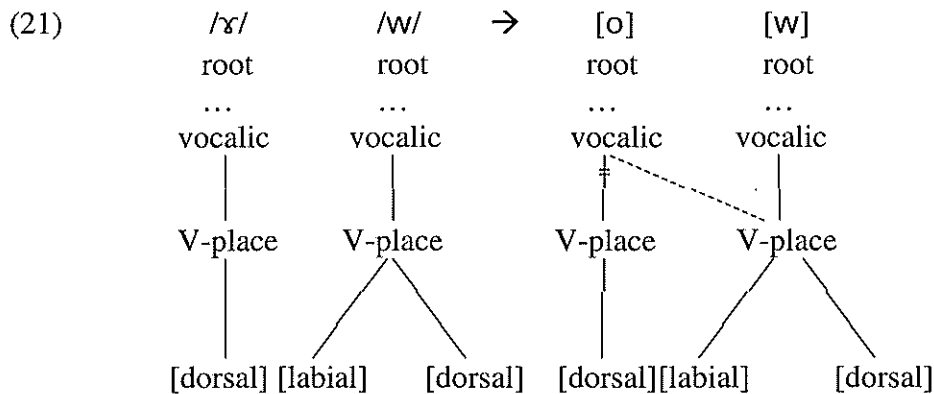 (21) /ɤ/ /w/ → [o] [w]
root root root root
… … … …
vocalic vocalic vocalic vocalic
V-place V-place V-place V-place
[dorsal] [labial] [dorsal] [dorsal][labial] [dorsal]